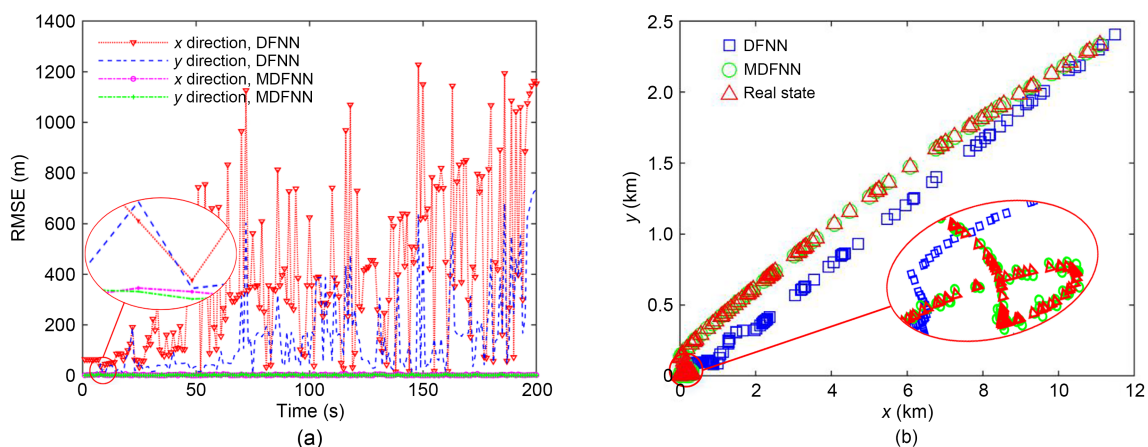 1400
1200
1000
800
600
400
200
0
RMSE (m)
x direction, DFNN
y direction, DFNN
x direction, MDFNN
y direction, MDFNN
0 50 100 150 200
Time (s)
(a)
2.5
2.0
1.5
1.0
0.5
0
y (km)
DFNN
MDFNN
Real state
0 2 4 6 8 10 12
x (km)
(b)